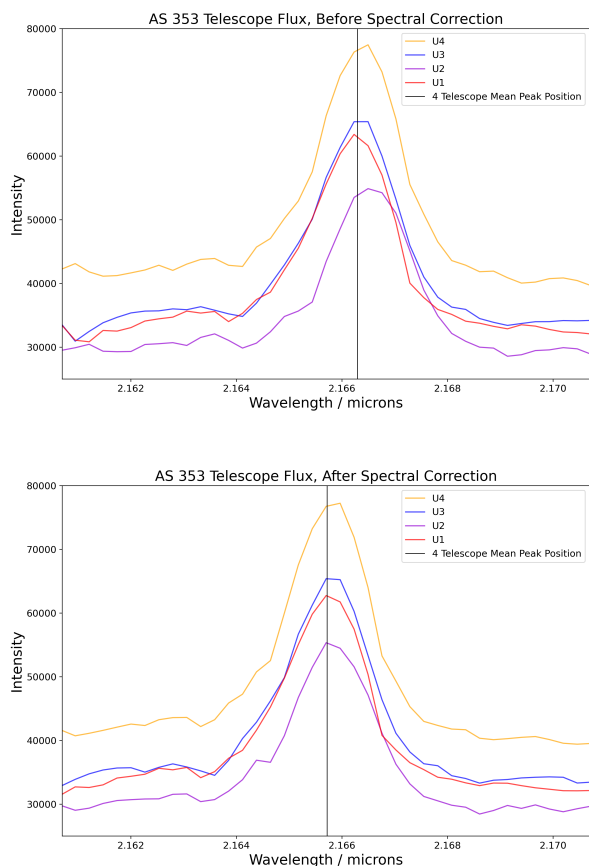 AS 353 Telescope Flux, Before Spectral Correction
80000
70000
60000
50000
40000
30000
Intensity
U4
U3
U2
U1
4 Telescope Mean Peak Position
2.162 2.164 2.166 2.168 2.170
Wavelength / microns
AS 353 Telescope Flux, After Spectral Correction
80000
70000
60000
50000
40000
30000
Intensity
U4
U3
U2
U1
4 Telescope Mean Peak Position
2.162 2.164 2.166 2.168 2.170
Wavelength / microns